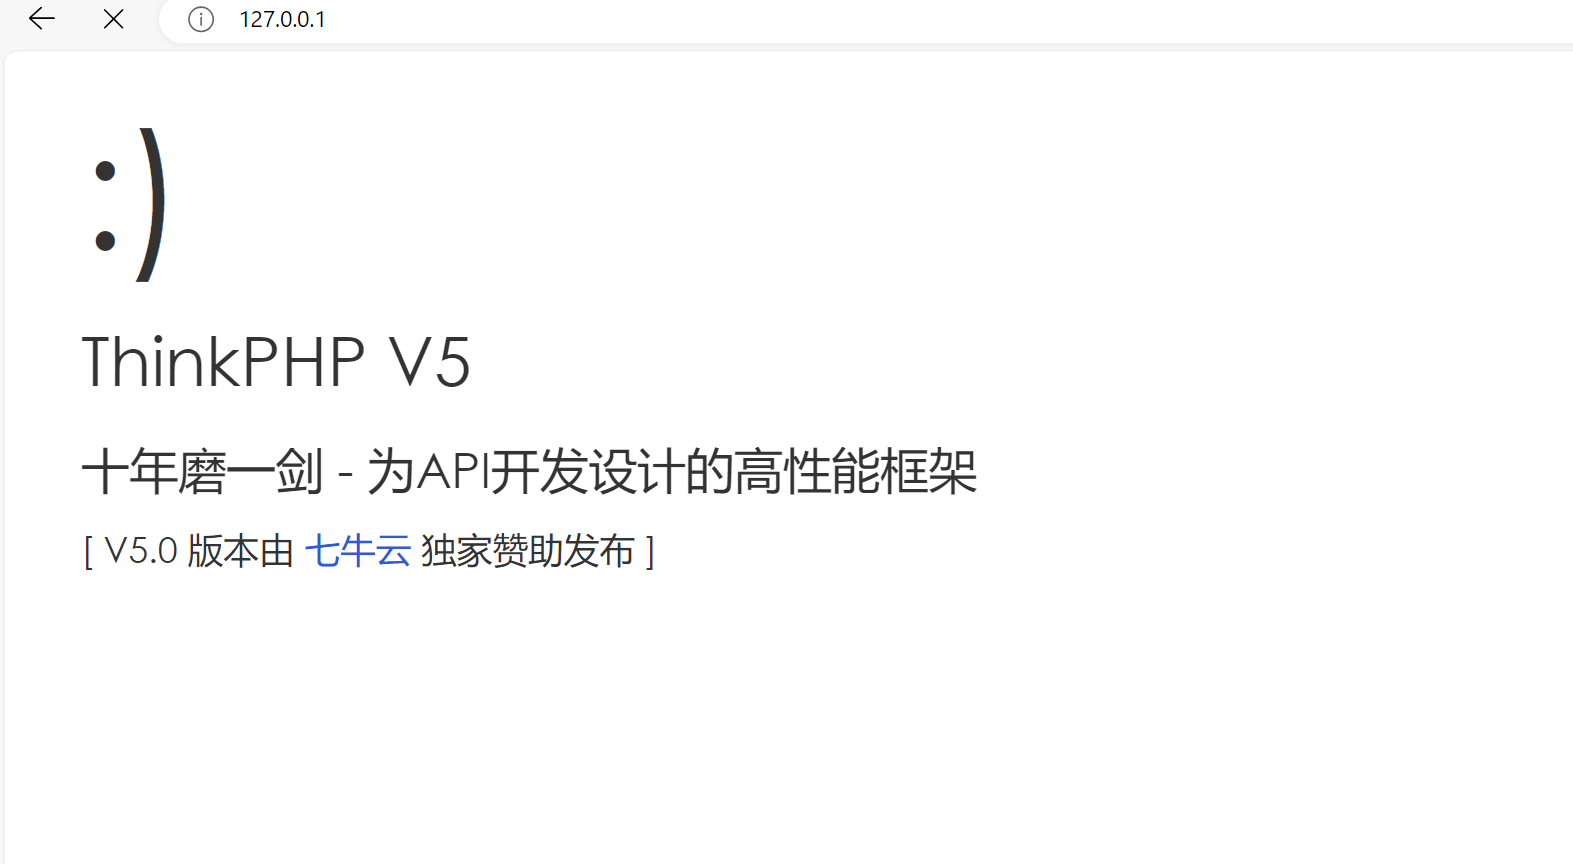 127.0.0.1
:)
ThinkPHP V5
十年磨一剑 - 为API开发设计的高性能框架
[ V5.0 版本由 七牛云 独家赞助发布 ]